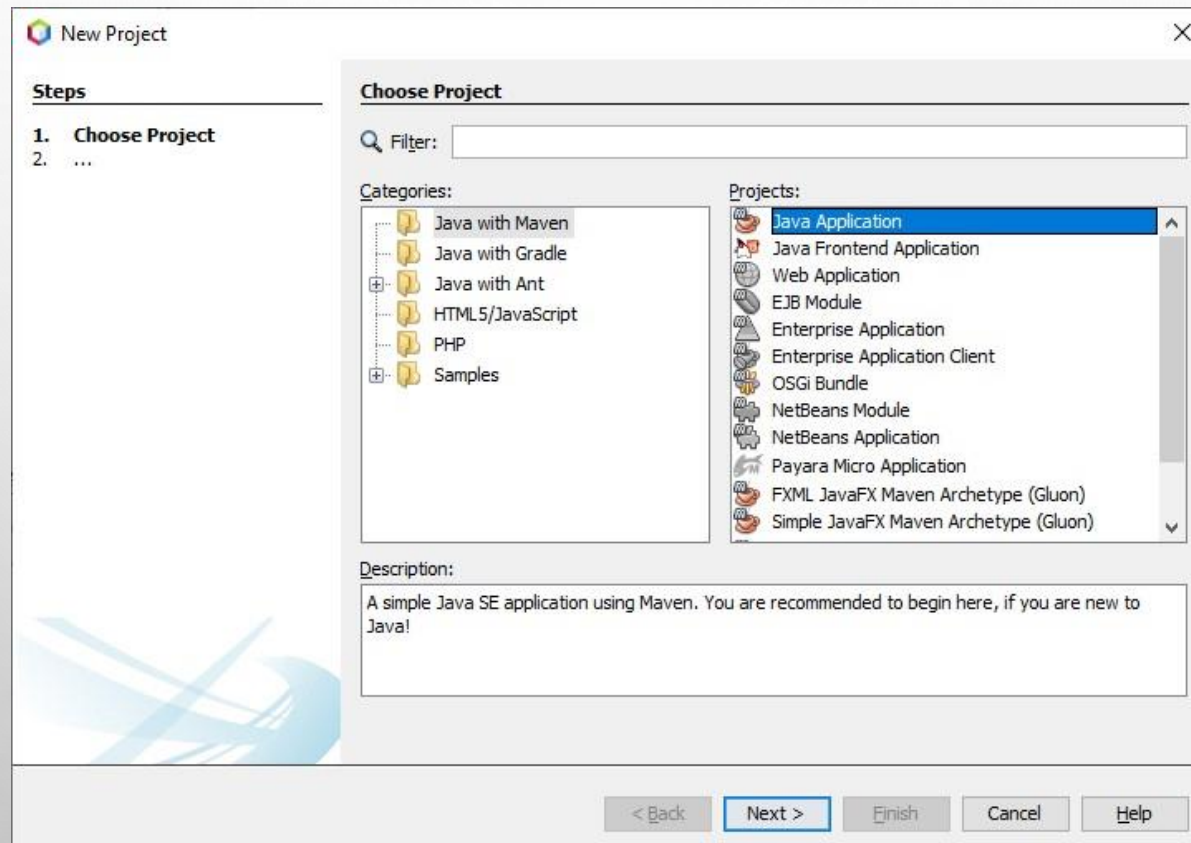 New Project
Steps
1. Choose Project
2. ...
Choose Project
Filter:
Categories:
Java with Maven
Java with Gradle
Java with Ant
HTML5/JavaScript
PHP
Samples
Projects:
Java Application
Java Frontend Application
Web Application
EJB Module
Enterprise Application
Enterprise Application Client
OSGi Bundle
NetBeans Module
NetBeans Application
Payara Micro Application
FXML JavaFX Maven Archetype (Gluon)
Simple JavaFX Maven Archetype (Gluon)
Description:
A simple Java SE application using Maven. You are recommended to begin here, if you are new to
Java!
< Back
Next >
Finish
Cancel
Help